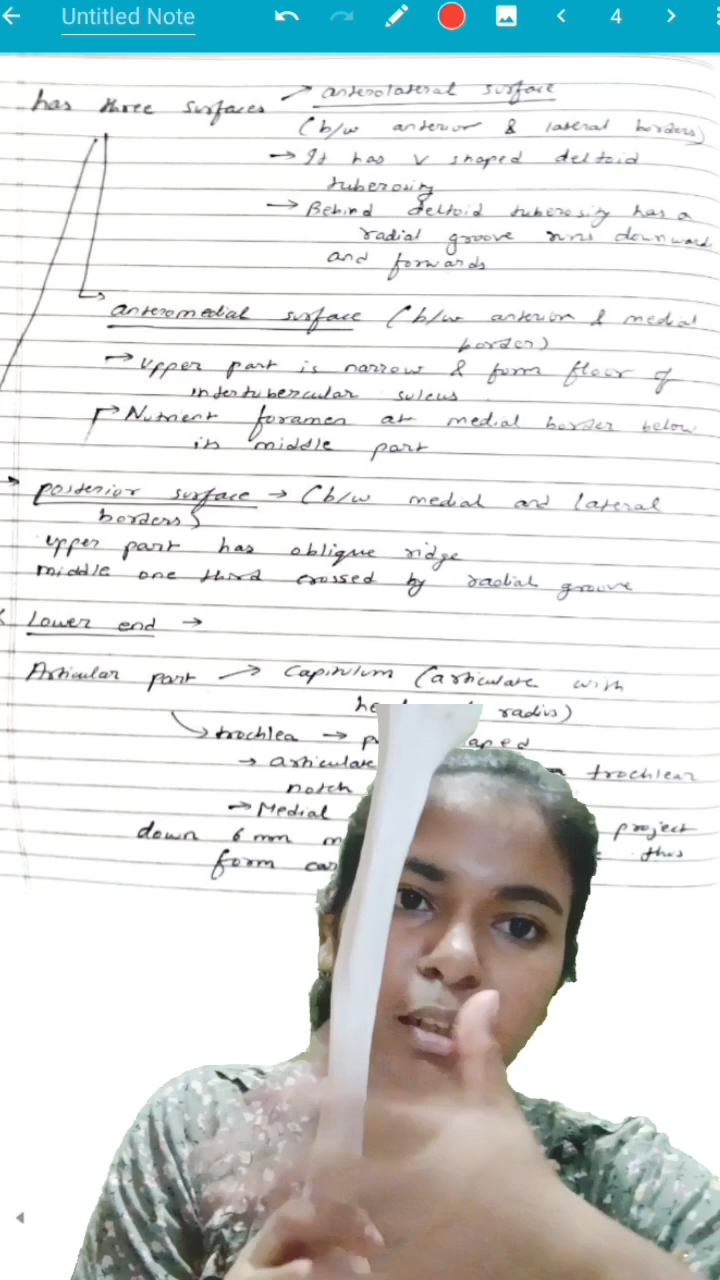 Untitled Note
4
has three surfaces → anterolateral surface
(b/w anterior & lateral borders)
→ It has V shaped deltoid
tuberosity
→ Behind deltoid tuberosity has a
radial groove runs downward
and forwards
anteromedial surface (b/w anterior & medial
border)
→ Upper part is narrow & form floor of
intertubercular sulcus
→ Nutrient foramen at medial border below
its middle part
posterior surface → (b/w medial and lateral
borders)
Upper part has oblique ridge
middle one third crossed by radial groove
Lower end →
Articular part → Capitulum (articulate with
radius)
→ trochlea →
→ articulate trochlear
notch
→ Medial project
down 6 mm this
form